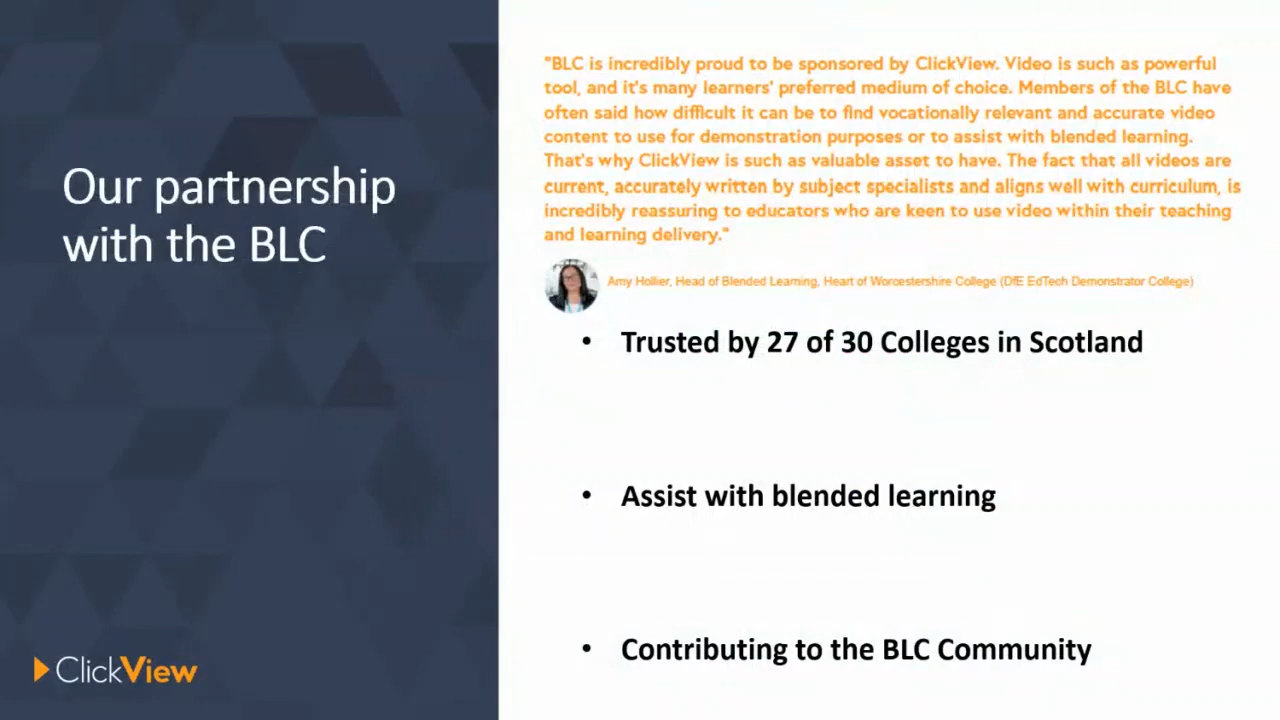 Our partnership
with the BLC
"BLC is incredibly proud to be sponsored by ClickView. Video is such as powerful
tool, and it's many learners' preferred medium of choice. Members of the BLC have
often said how difficult it can be to find vocationally relevant and accurate video
content to use for demonstration purposes or to assist with blended learning.
That's why ClickView is such as valuable asset to have. The fact that all videos are
current, accurately written by subject specialists and aligns well with curriculum, is
incredibly reassuring to educators who are keen to use video within their teaching
and learning delivery."
Amy Hollier, Head of Blended Learning, Heart of Worcestershire College (DfE EdTech Demonstrator College)
• Trusted by 27 of 30 Colleges in Scotland
• Assist with blended learning
• Contributing to the BLC Community
ClickView